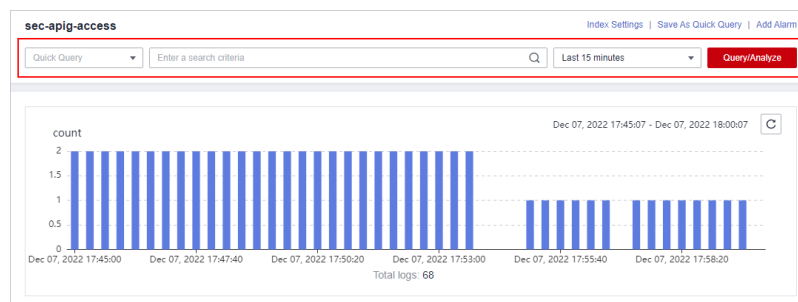 sec-apig-access
Index Settings | Save As Quick Query | Add Alarm
Quick Query Enter a search criteria Last 15 minutes Query/Analyze
Dec 07, 2022 17:45:07 - Dec 07, 2022 18:00:07
count
2
1.5
1
0.5
0
Dec 07, 2022 17:45:00 Dec 07, 2022 17:47:40 Dec 07, 2022 17:50:20 Dec 07, 2022 17:53:00 Dec 07, 2022 17:55:40 Dec 07, 2022 17:58:20
Total logs: 68